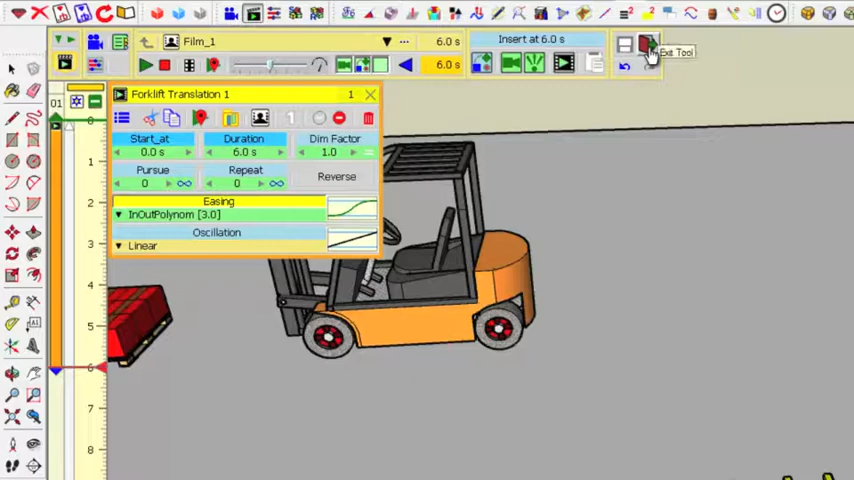 Film_1
...
6.0 s
Insert at 6.0 s
Exit Tool
6.0 s
Forklift Translation 1
1
01
Start_at
Duration
Dim Factor
0.0 s
6.0 s
1.0
Pursue
Repeat
Reverse
0
0
Easing
InOutPolynom [3.0]
Oscillation
Linear
0
1
2
3
4
5
6
7
8